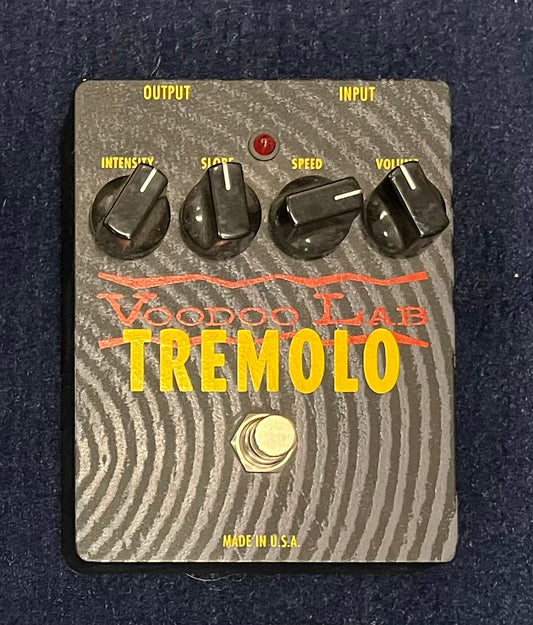 OUTPUT INPUT
INTENSITY SLOPE SPEED VOLUME
VOODOO LAB
TREMOLO
MADE IN U.S.A.